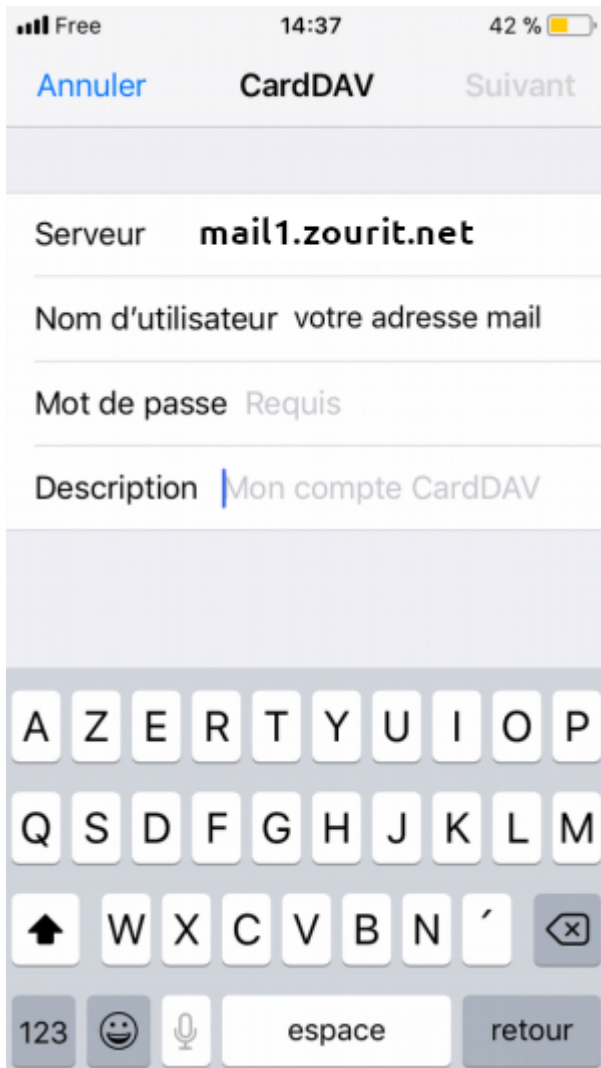 Free 14:37 42 %
Annuler CardDAV Suivant
Serveur mail1.zourit.net
Nom d’utilisateur votre adresse mail
Mot de passe Requis
Description Mon compte CardDAV
A Z E R T Y U I O P
Q S D F G H J K L M
W X C V B N ´
123 espace retour